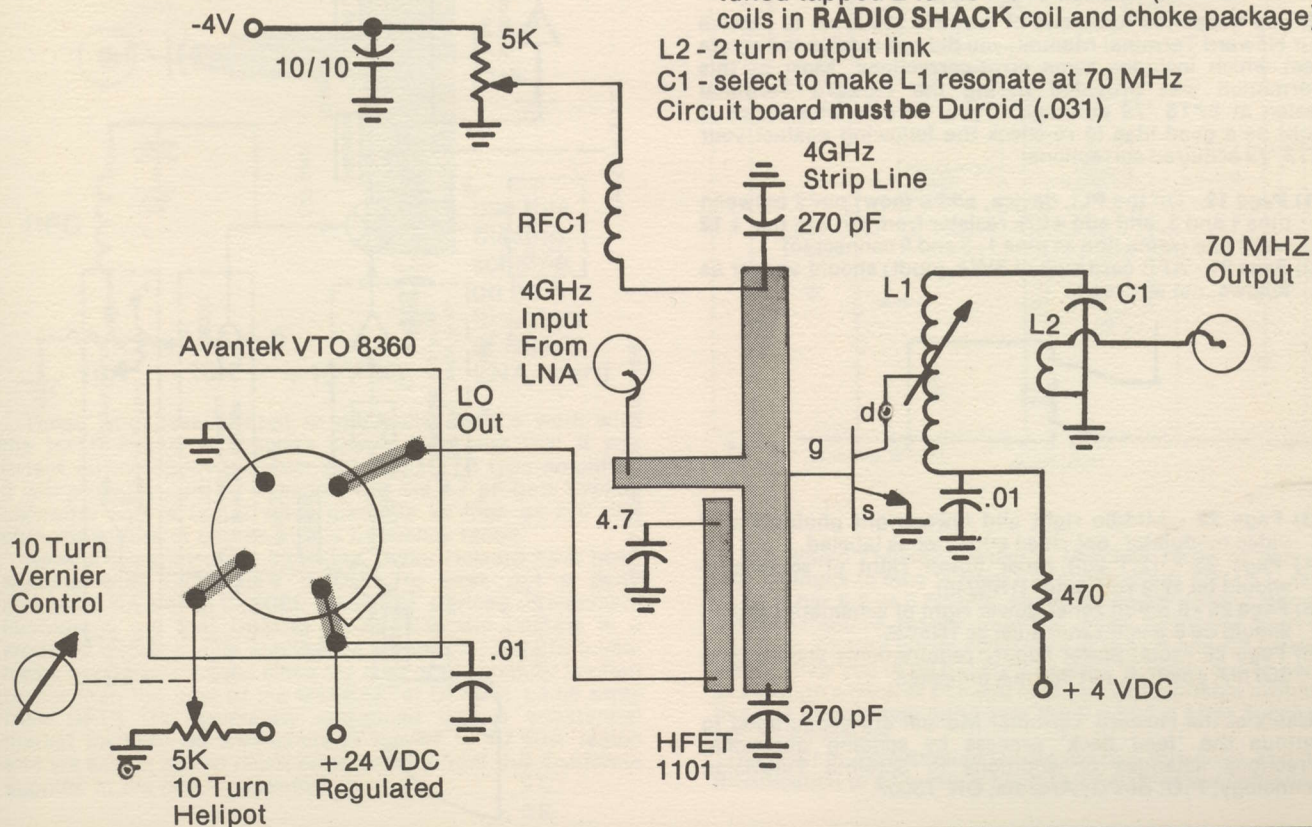 coils in RADIO SHACK coil and choke package)
L2 - 2 turn output link
C1 - select to make L1 resonate at 70 MHz
Circuit board must be Duroid (.031)
-4V
10/10
5K
RFC1
4GHz
Strip Line
270 pF
4GHz
Input
From
LNA
L1
C1
L2
70 MHZ
Output
Avantek VTO 8360
LO
Out
g
d
s
.01
4.7
470
+ 4 VDC
10 Turn
Vernier
Control
.01
5K
10 Turn
Helipot
+ 24 VDC
Regulated
HFET
1101
270 pF